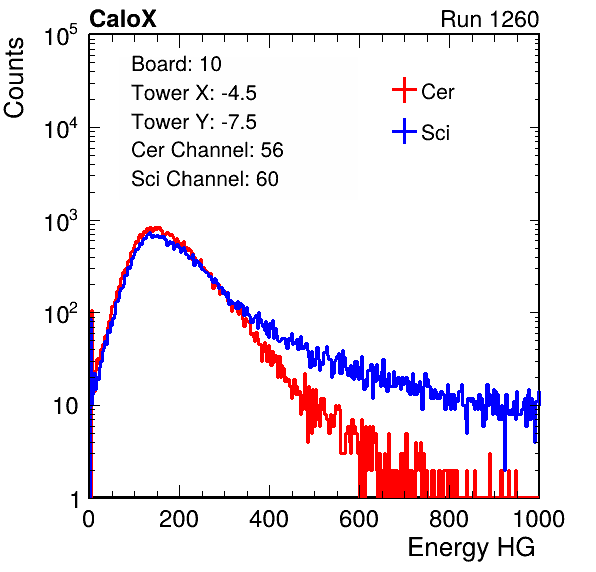 CaloX Run 1260
Counts
Board: 10
Tower X: -4.5
Tower Y: -7.5
Cer Channel: 56
Sci Channel: 60
Cer
Sci
10^5
10^4
10^3
10^2
10
1
0 200 400 600 800 1000
Energy HG